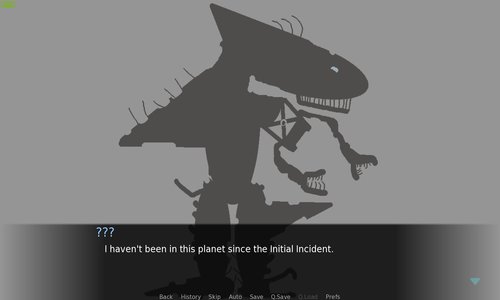 ???
I haven't been in this planet since the Initial Incident.
Back History Skip Auto Save Q.Save Q.Load Prefs